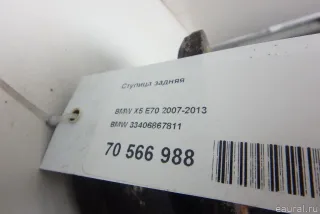 Ступица задняя
BMW X5 E70 2007-2013
BMW 33406867811
70 566 988
eaural.ru